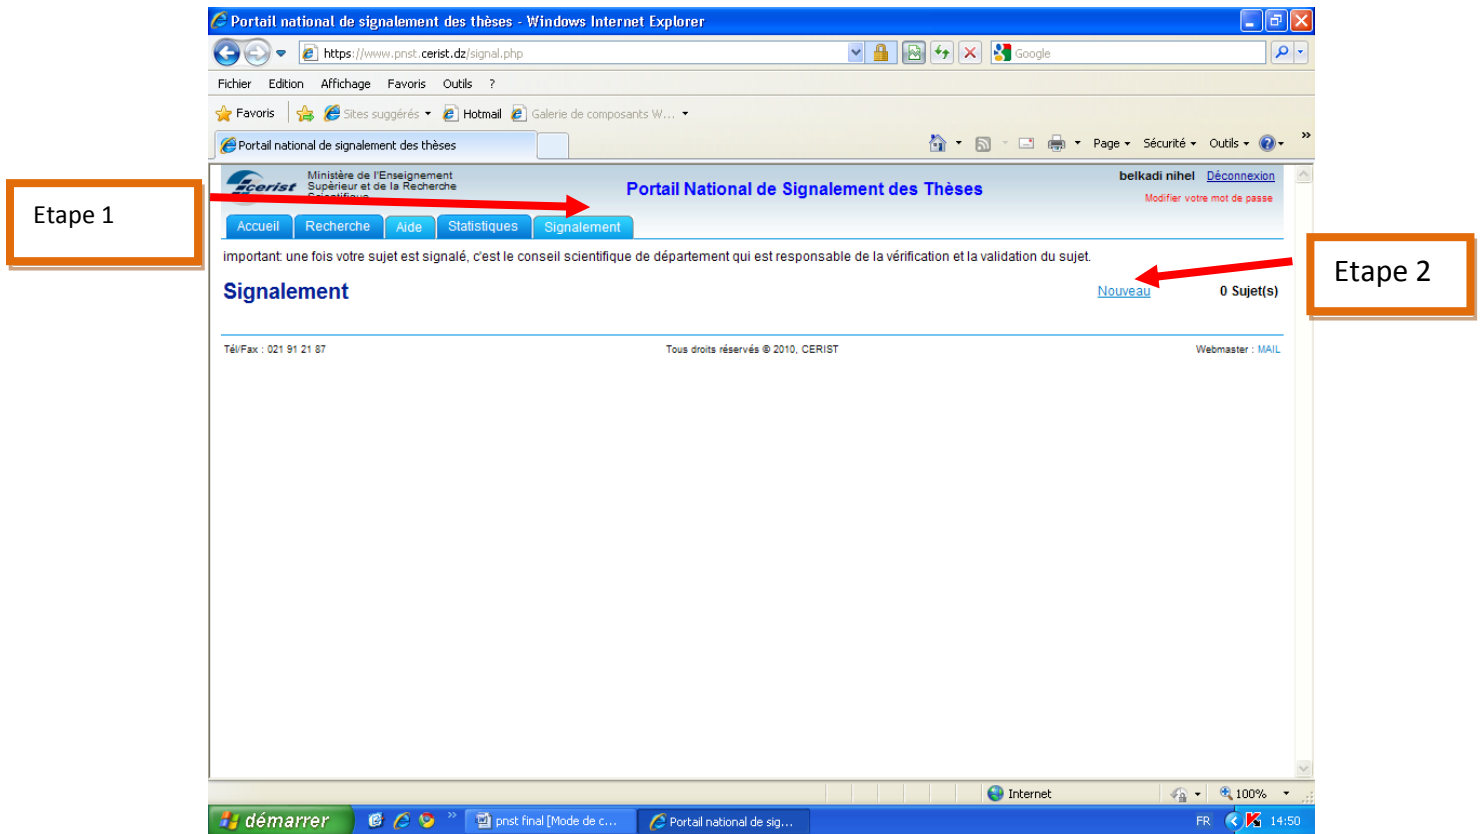 Portail national de signalement des thèses - Windows Internet Explorer
https://www.pnst.cerist.dz/signal.php
Google
Fichier Edition Affichage Favoris Outils ?
Favoris Sites suggérés Hotmail Galerie de composants W...
Portail national de signalement des thèses
Page Sécurité Outils »
cerist
Ministère de l'Enseignement
Supèrieur et de la Recherche
Portail National de Signalement des Thèses
belkadi nihel Déconnexion
Modifier votre mot de passe
Etape 1
Accueil Recherche Aide Statistiques Signalement
important: une fois votre sujet est signalé, c'est le conseil scientifique de département qui est responsable de la vérification et la validation du sujet.
Etape 2
Signalement
Nouveau 0 Sujet(s)
Tél/Fax : 021 91 21 87
Tous droits réservés © 2010, CERIST
Webmaster : MAIL
Internet
100%
démarrer
pnst final [Mode de c...
Portail national de sig...
FR
14:50